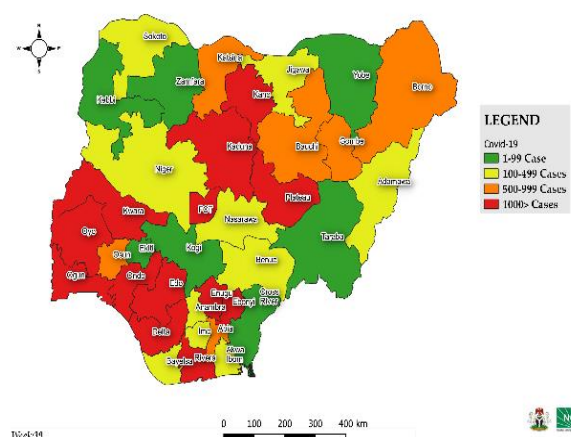 N
W
S
Sokoto
Katsina
Jigawa
Yobe
Borno
Zamfara
Kebbi
Kano
Kaduna
Bauchi
Gombe
Niger
Adamawa
Plateau
FCT
Kwara
Nasarawa
Oyo
Taraba
Osun
Ekiti
Kogi
Benue
Ogun
Ondo
Edo
Enugu
Cross
River
Ebonyi
Anambra
Delta
Imo
Abia
Bayelsa
Rivers
Akwa
Ibom
LEGEND
Covid-19
1-99 Case
100-499 Cases
500-999 Cases
1000> Cases
0 100 200 300 400 km